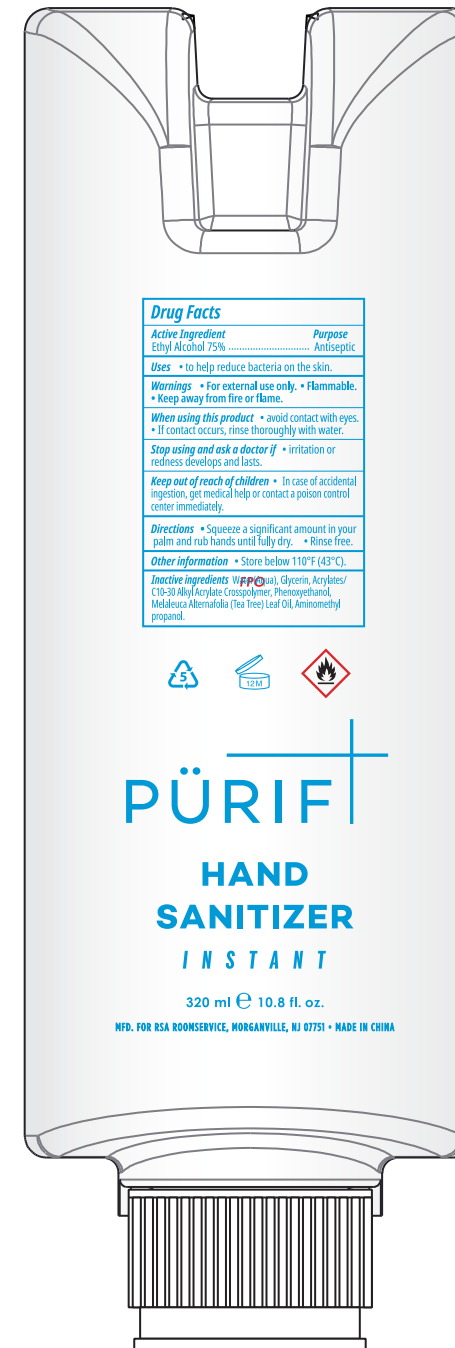 Drug Facts
Active Ingredient Purpose
Ethyl Alcohol 75% ............................... Antiseptic
Uses • to help reduce bacteria on the skin.
Warnings • For external use only. • Flammable.
• Keep away from fire or flame.
When using this product • avoid contact with eyes.
• If contact occurs, rinse thoroughly with water.
Stop using and ask a doctor if • irritation or
redness develops and lasts.
Keep out of reach of children • In case of accidental
ingestion, get medical help or contact a poison control
center immediately.
Directions • Squeeze a significant amount in your
palm and rub hands until fully dry. • Rinse free.
Other information • Store below 110°F (43°C).
Inactive ingredients Glycerin, Acrylates/
FPO
C10-30 Alkyl Acrylate Crosspolymer, Phenoxyethanol,
Melaleuca Alternafolia (Tea Tree) Leaf Oil, Aminomethyl
propanol.
5
12M
PÜRIF+
HAND
SANITIZER
INSTANT
320 ml ℮ 10.8 fl. oz.
MFD. FOR RSA ROOMSERVICE, MORGANVILLE, NJ 07751 • MADE IN CHINA